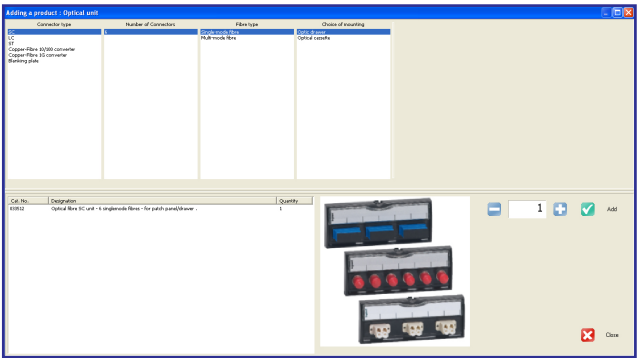 Adding a product : Optical unit
Connector type
Number of Connectors
Fibre type
Choice of mounting
SC
6
Single-mode fibre
Optic drawer
LC
Multi-mode fibre
Optical cassette
ST
Copper-Fibre 10/100 converter
Copper-Fibre 1G converter
Blanking plate
Cat. No.
Designation
Quantity
033512
Optical fibre SC unit - 6 singlemode fibres - for patch panel/drawer .
1
1
Add
Close